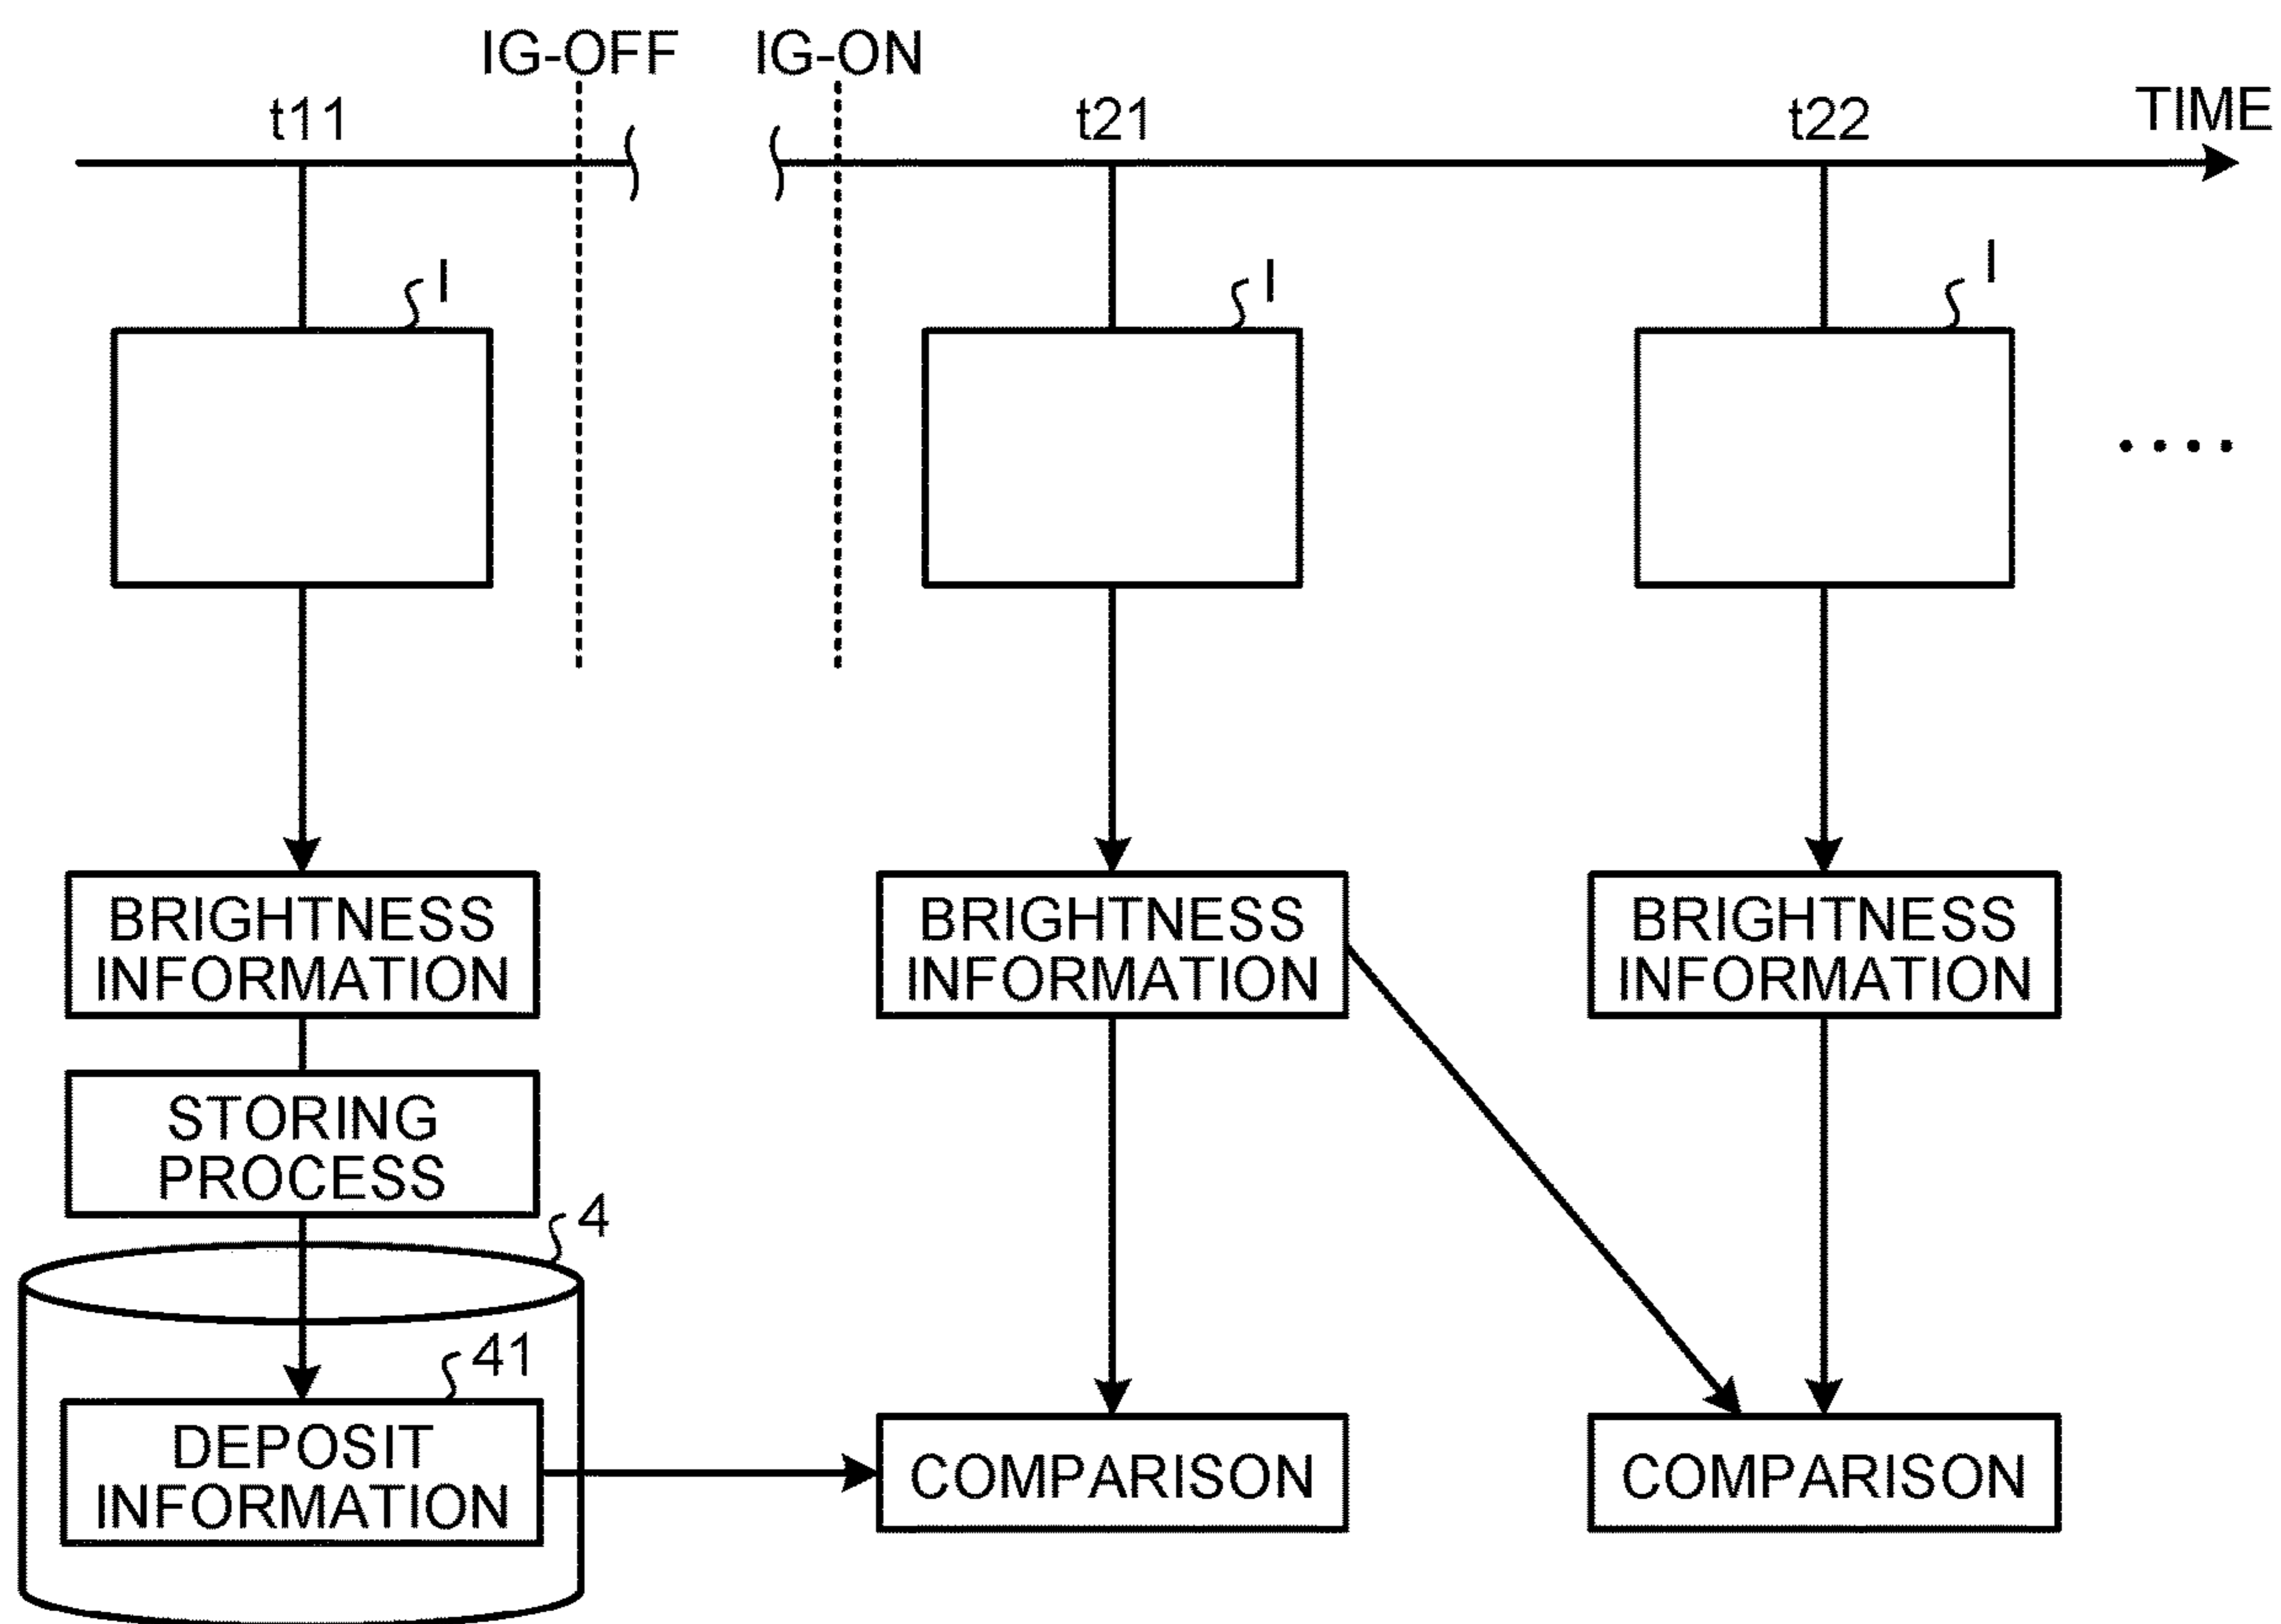 IG-OFF IG-ON
t11 t21 t22 TIME
I I I
BRIGHTNESS
INFORMATION
BRIGHTNESS
INFORMATION
BRIGHTNESS
INFORMATION
STORING
PROCESS
4
41
DEPOSIT
INFORMATION
COMPARISON
COMPARISON